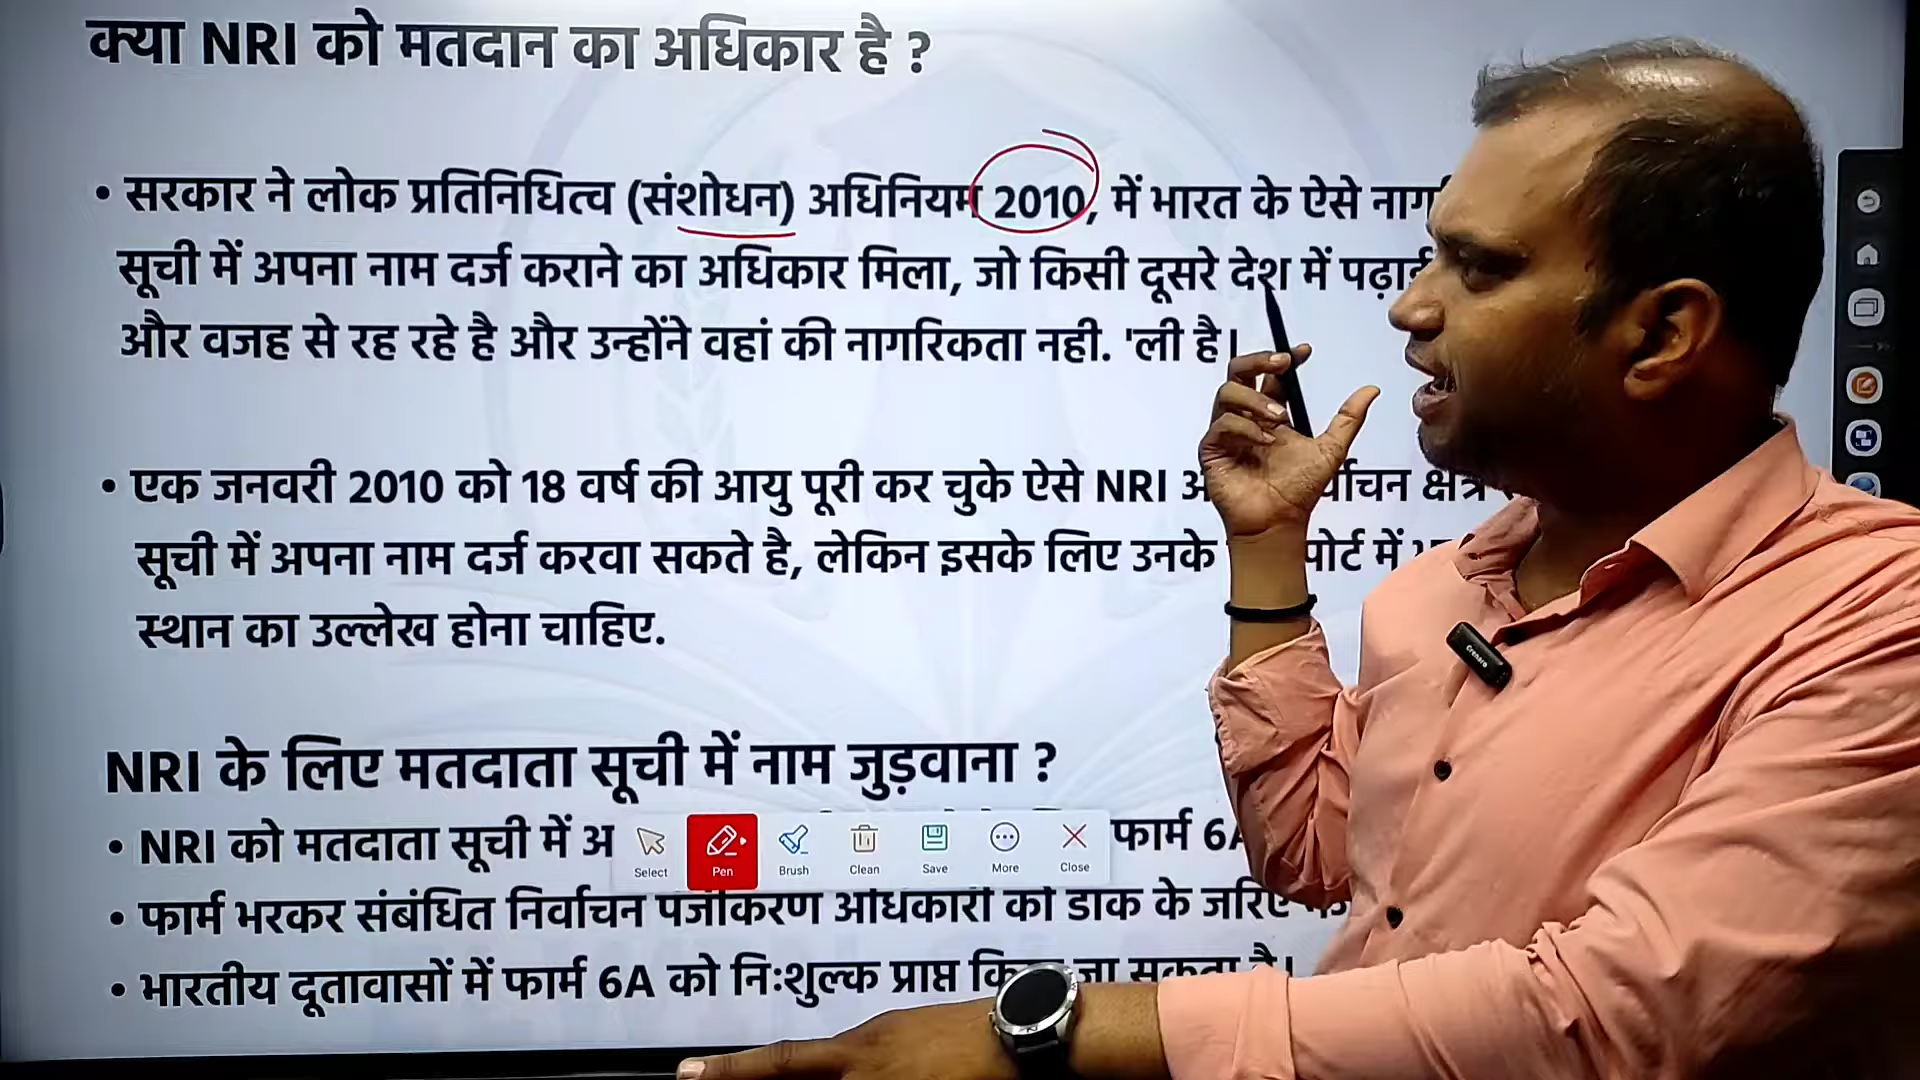 क्या NRI को मतदान का अधिकार है ?
• सरकार ने लोक प्रतिनिधित्व (संशोधन) अधिनियम 2010, में भारत के ऐसे
सूची में अपना नाम दर्ज कराने का अधिकार मिला, जो किसी दूसरे देश में
और वजह से रह रहे है और उन्होंने वहां की नागरिकता नही. 'ली है।
• एक जनवरी 2010 को 18 वर्ष की आयु पूरी कर चुके ऐसे NRI
सूची में अपना नाम दर्ज करवा सकते है, लेकिन इसके लिए उनके
स्थान का उल्लेख होना चाहिए.
NRI के लिए मतदाता सूची में नाम जुड़वाना ?
• NRI को मतदाता सूची में फार्म
Select Pen Brush Clean Save More Close
• फार्म भरकर संबंधित निर्वाचन पंजीकरण अधिकारी को डाक के जरिए
• भारतीय दूतावासों में फार्म 6A को निःशुल्क प्राप्त जा सकता है।